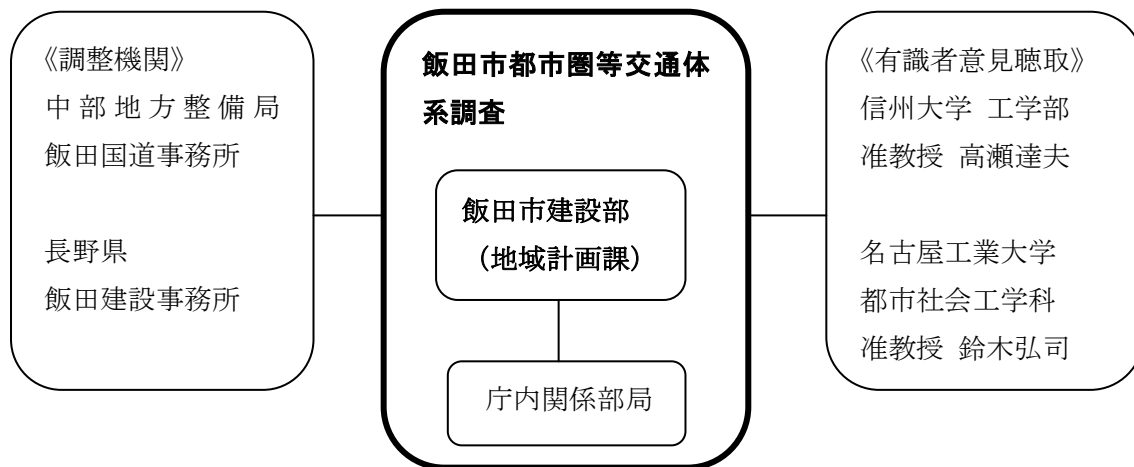 《調整機関》
中部地方整備局
飯田国道事務所
長野県
飯田建設事務所
飯田市都市圏等交通体
系調査
飯田市建設部
（地域計画課）
庁内関係部局
《有識者意見聴取》
信州大学 工学部
准教授 高瀬達夫
名古屋工業大学
都市社会工学科
准教授 鈴木弘司